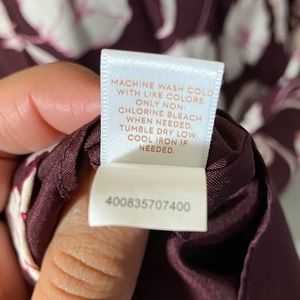 MACHINE WASH COLD
WITH LIKE COLORS.
ONLY NON-
CHLORINE BLEACH
WHEN NEEDED.
TUMBLE DRY LOW.
COOL IRON IF
NEEDED.
400835707400